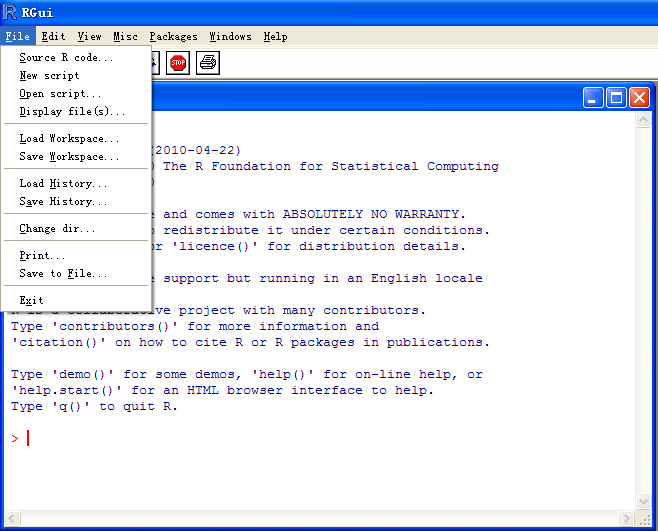 RGui
File Edit View Misc Packages Windows Help
Source R code...
New script
Open script...
Display file(s)...
Load Workspace...
Save Workspace...
Load History...
Save History...
Change dir...
Print...
Save to File...
Exit
STOP
(2010-04-22)
) The R Foundation for Statistical Computing
)
e and comes with ABSOLUTELY NO WARRANTY.
o redistribute it under certain conditions.
or 'licence()' for distribution details.
e support but running in an English locale
R is a collaborative project with many contributors.
Type 'contributors()' for more information and
'citation()' on how to cite R or R packages in publications.
Type 'demo()' for some demos, 'help()' for on-line help, or
'help.start()' for an HTML browser interface to help.
Type 'q()' to quit R.
>